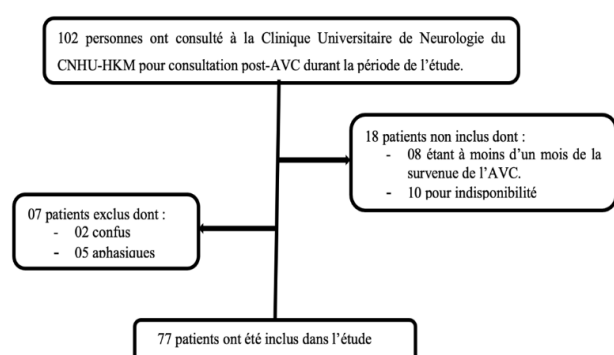 102 personnes ont consulté à la Clinique Universitaire de Neurologie du
CNHU-HKM pour consultation post-AVC durant la période de l'étude.
18 patients non inclus dont :
- 08 étant à moins d'un mois de la
survenue de l'AVC.
- 10 pour indisponibilité
07 patients exclus dont :
- 02 confus
- 05 aphasiques
77 patients ont été inclus dans l'étude